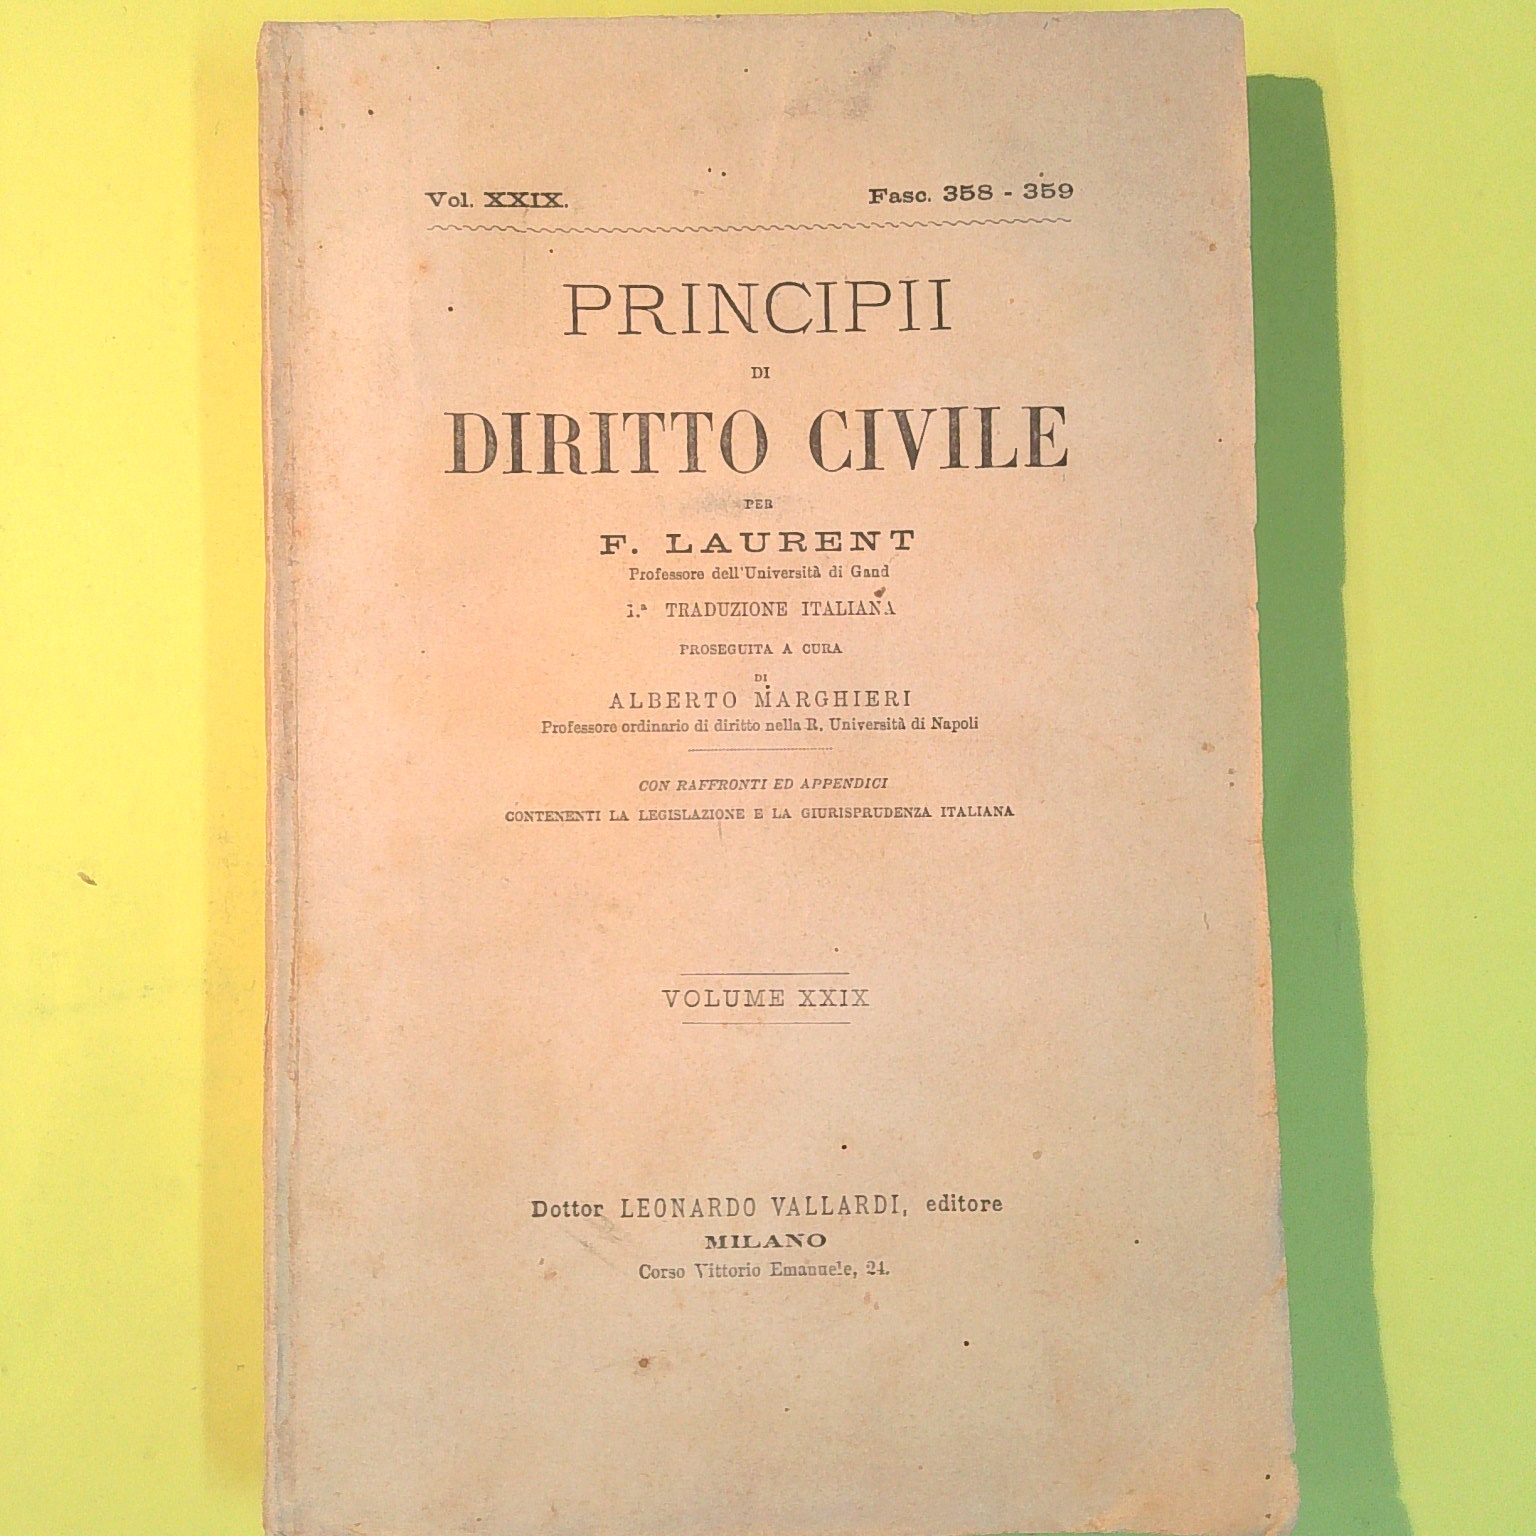 Vol. XXIX.
Fasc. 358 - 359
PRINCIPII
DI
DIRITTO CIVILE
PER
F. LAURENT
Professore dell'Università di Gand
1.ª TRADUZIONE ITALIANA
PROSEGUITA A CURA
DI
ALBERTO MARGHIERI
Professore ordinario di diritto nella R. Università di Napoli
CON RAFFRONTI ED APPENDICI
CONTENENTI LA LEGISLAZIONE E LA GIURISPRUDENZA ITALIANA
VOLUME XXIX
Dottor LEONARDO VALLARDI, editore
MILANO
Corso Vittorio Emanuele, 24.